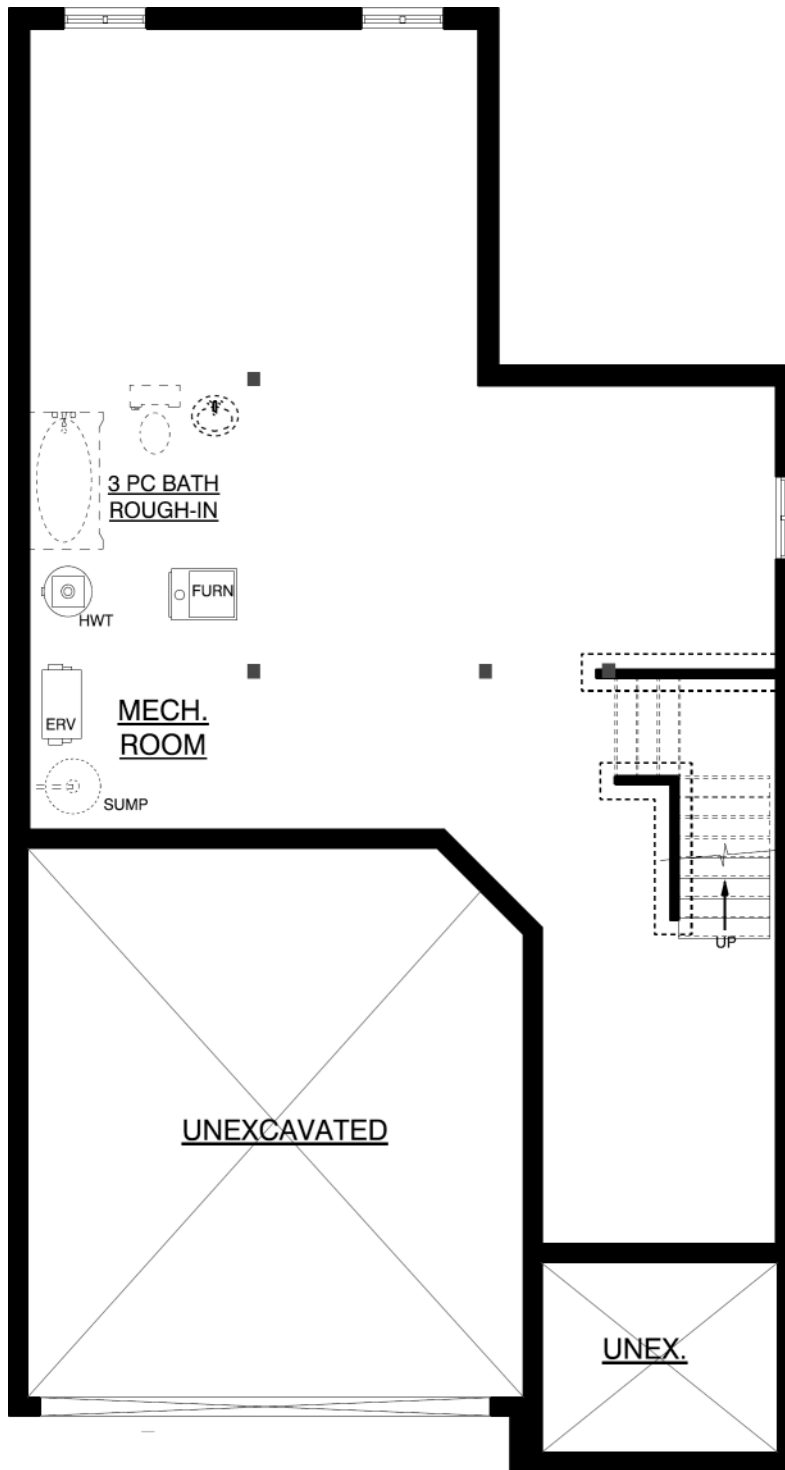 3 PC BATH
ROUGH-IN
FURN
HWT
MECH.
ROOM
ERV
SUMP
UP
UNEXCAVATED
UNEX.